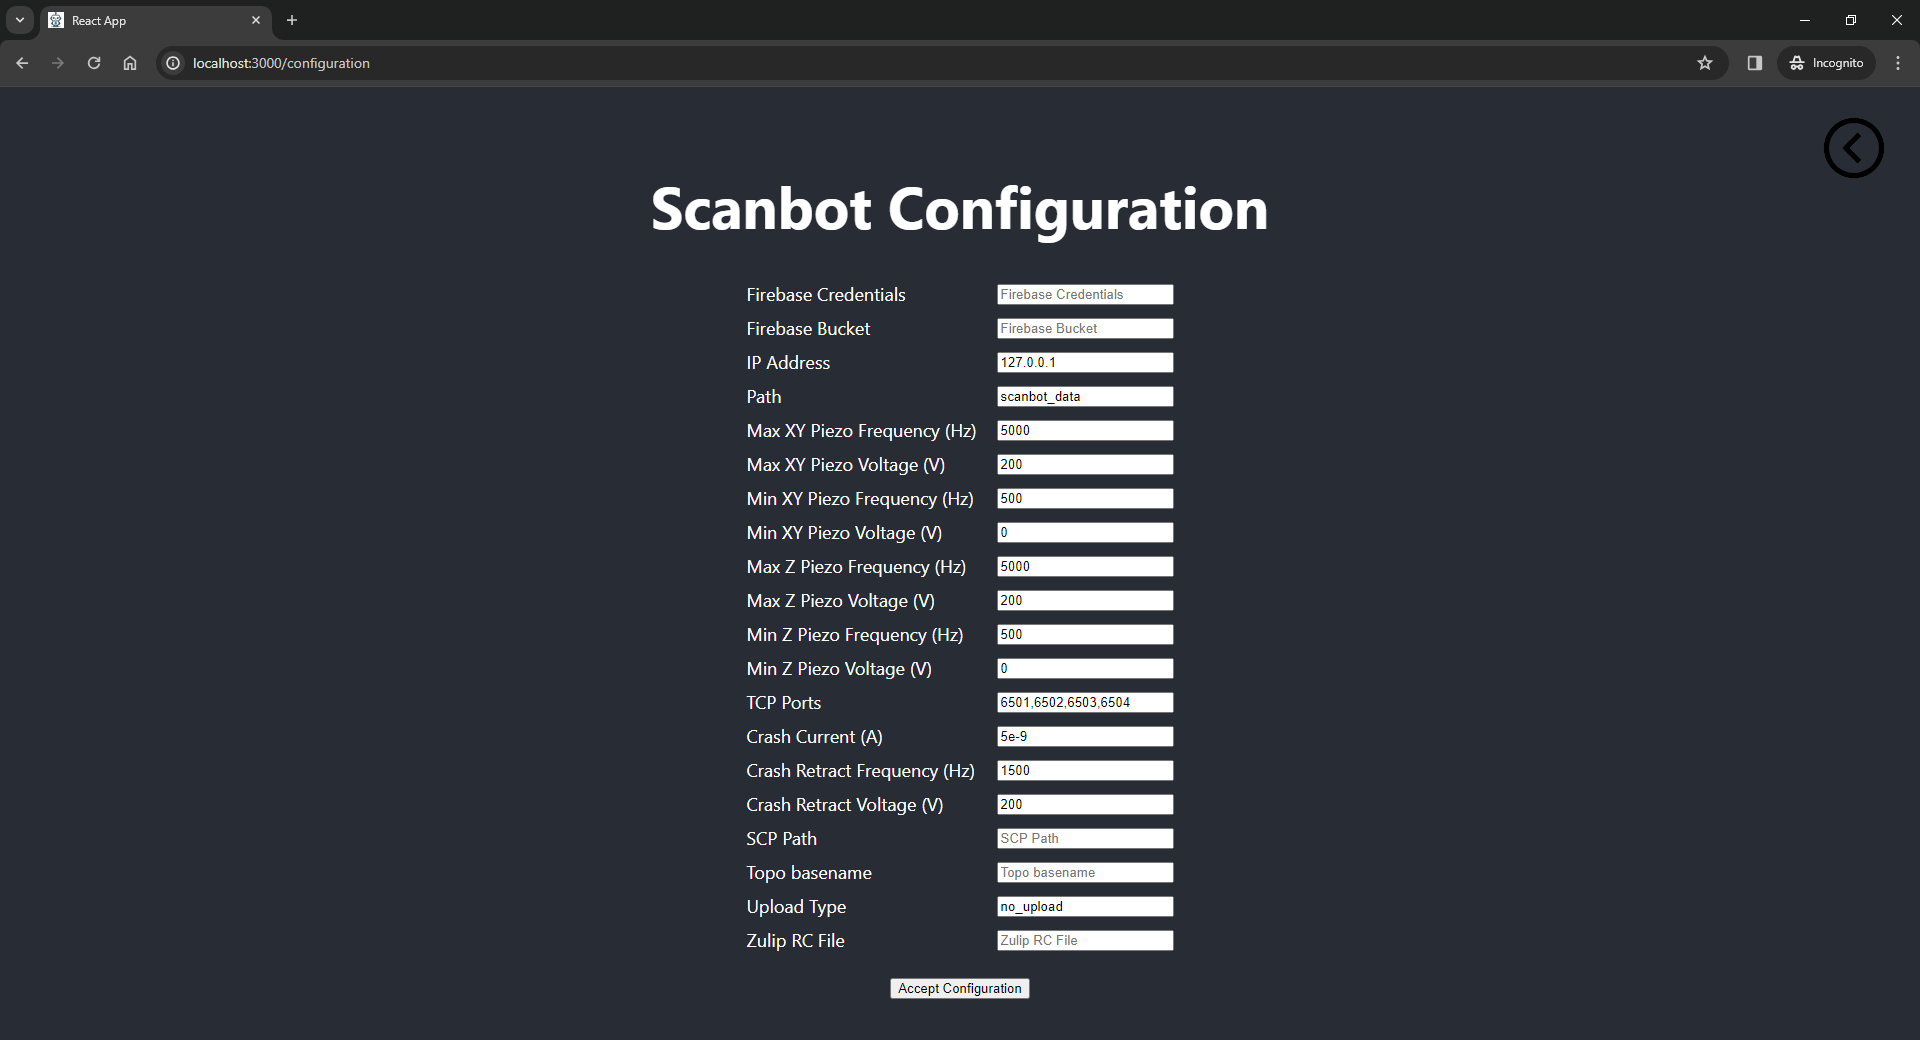 React App
localhost:3000/configuration
Incognito
Scanbot Configuration
Firebase Credentials Firebase Credentials
Firebase Bucket Firebase Bucket
IP Address 127.0.0.1
Path scanbot_data
Max XY Piezo Frequency (Hz) 5000
Max XY Piezo Voltage (V) 200
Min XY Piezo Frequency (Hz) 500
Min XY Piezo Voltage (V) 0
Max Z Piezo Frequency (Hz) 5000
Max Z Piezo Voltage (V) 200
Min Z Piezo Frequency (Hz) 500
Min Z Piezo Voltage (V) 0
TCP Ports 6501,6502,6503,6504
Crash Current (A) 5e-9
Crash Retract Frequency (Hz) 1500
Crash Retract Voltage (V) 200
SCP Path SCP Path
Topo basename Topo basename
Upload Type no_upload
Zulip RC File Zulip RC File
Accept Configuration